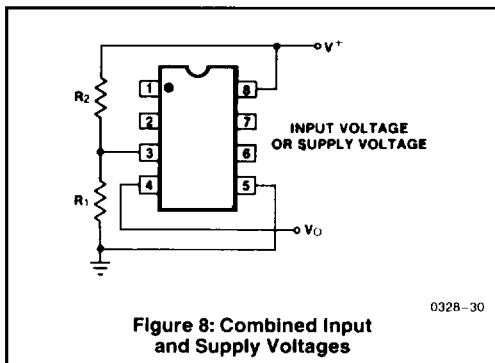 V+
R2
1
8
2
7
INPUT VOLTAGE
OR SUPPLY VOLTAGE
3
6
R1
4
5
VO
0328-30
Figure 8: Combined Input
and Supply Voltages